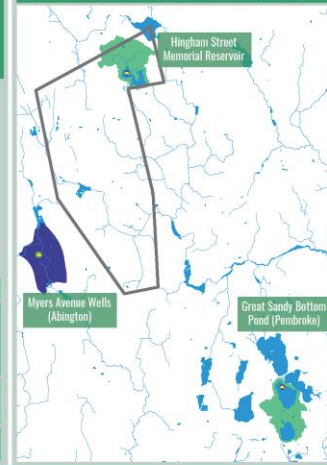 Hingham Street
Memorial Reservoir
Myers Avenue Wells
(Abington)
Great Sandy Bottom
Pond (Pembroke)